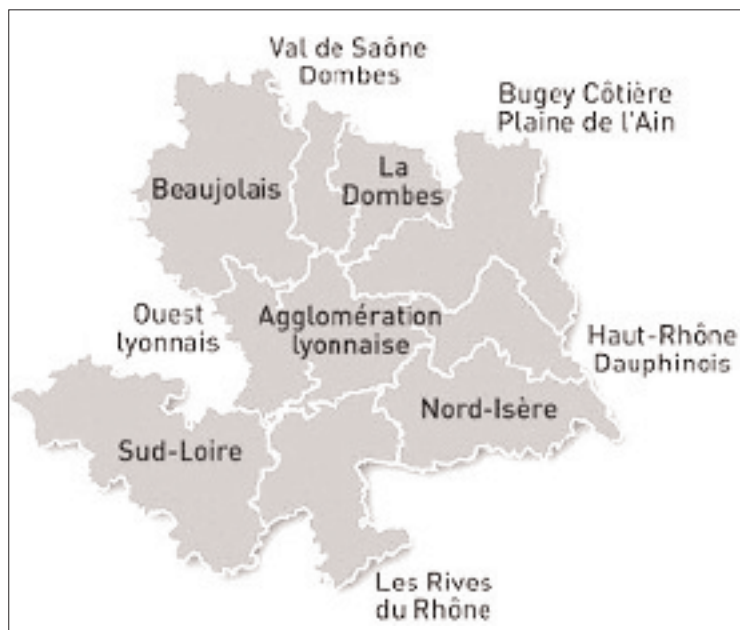 Val de Saône
Dombes
Bugey Côtière
Plaine de l'Ain
La
Dombes
Beaujolais
Ouest
lyonnais
Agglomération
lyonnaise
Haut-Rhône
Dauphinois
Nord-Isère
Sud-Loire
Les Rives
du Rhône